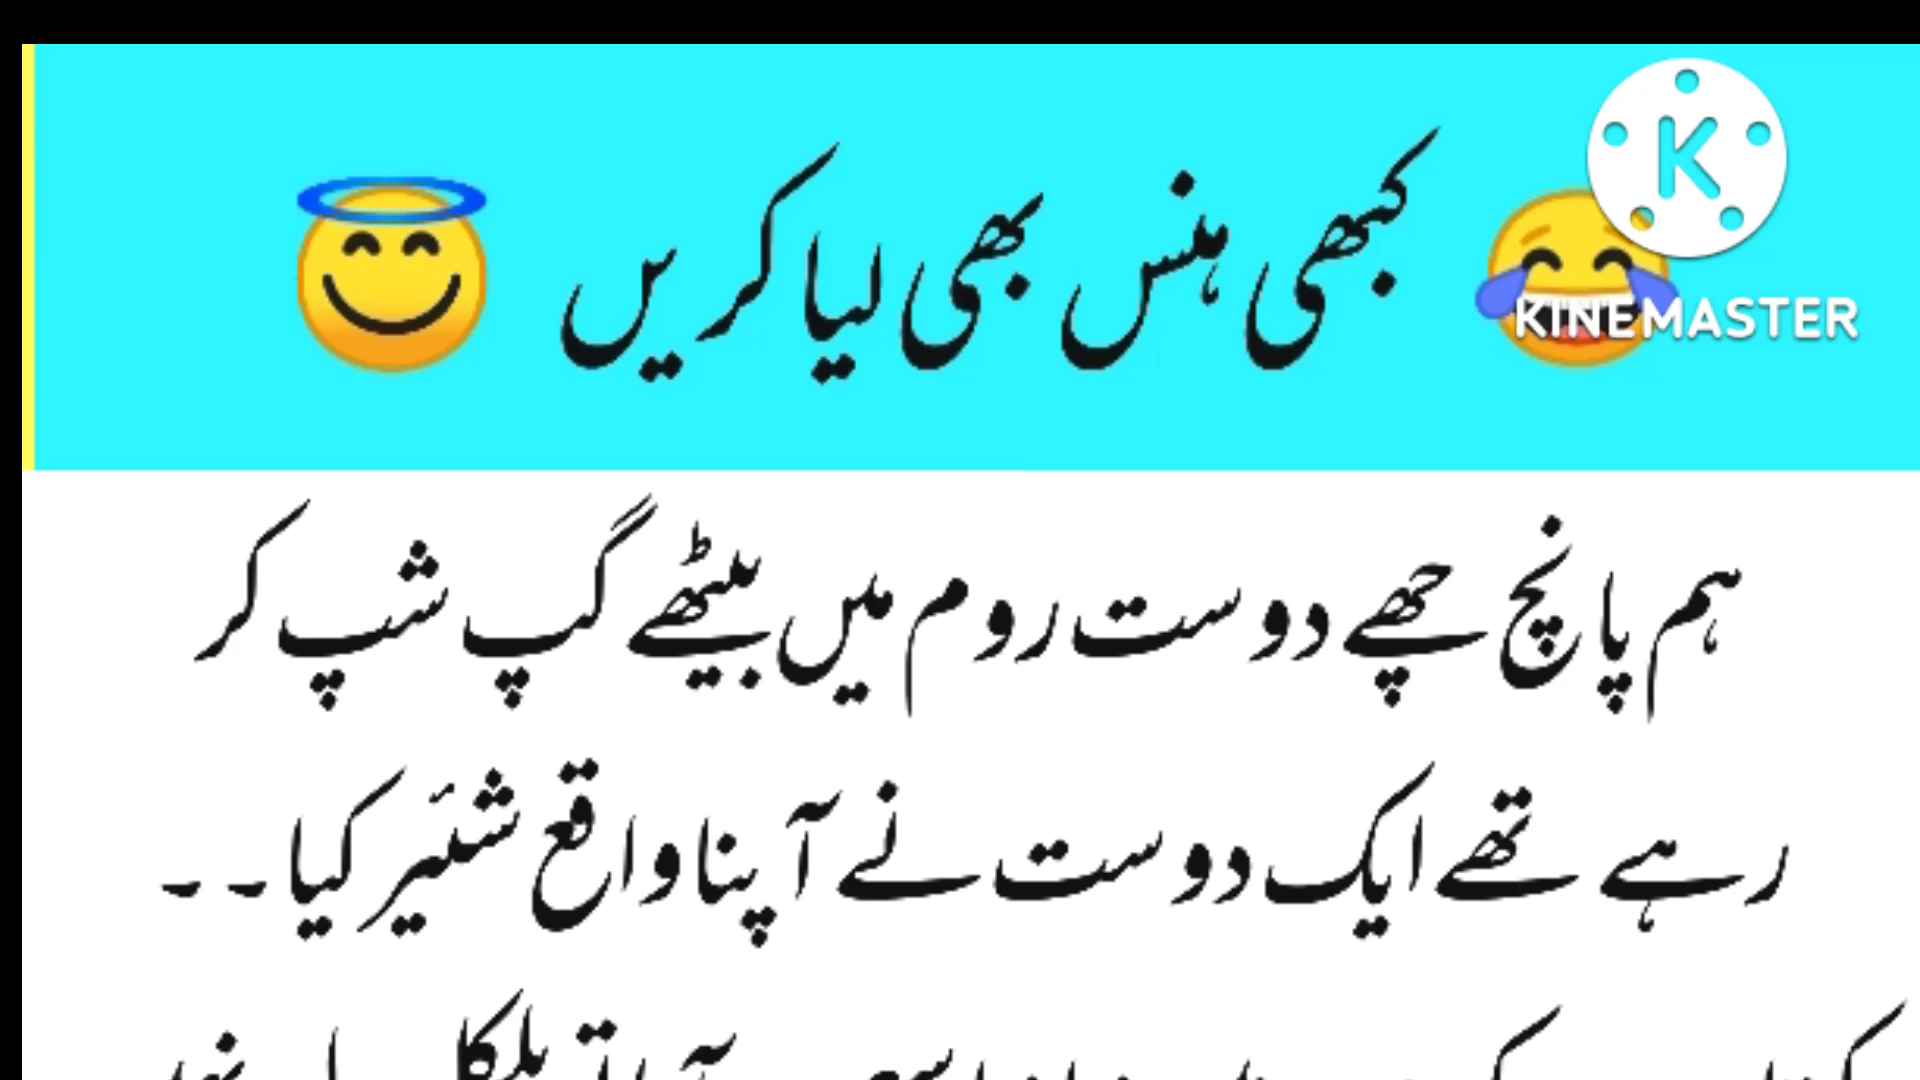 کبھی ہنس بھی لیا کریں
KINEMASTER
ہم پانچ چھے دوست روم میں بیٹھے گپ شپ کر
رہے تھے ایک دوست نے آپنا واقع شئیر کیا۔۔